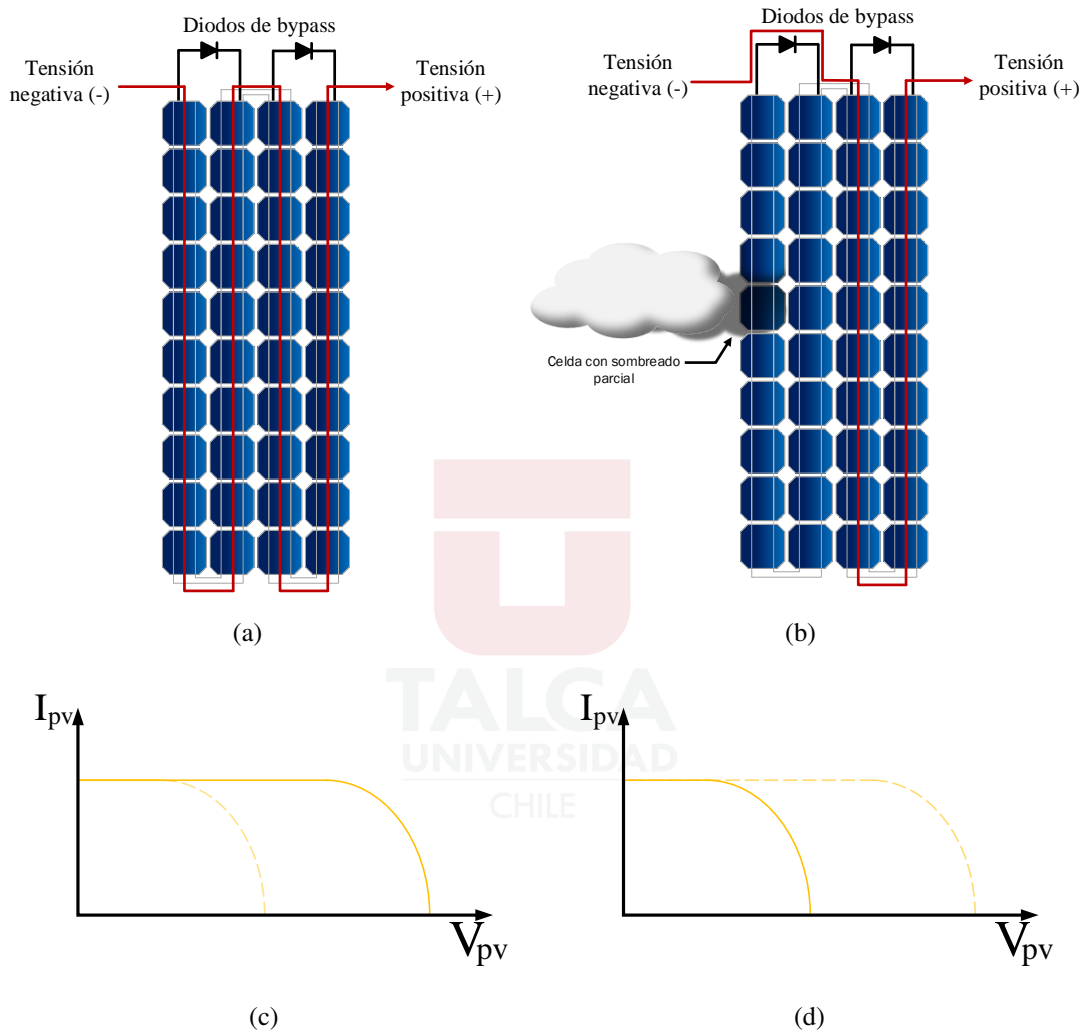 Diodos de bypass
Tensión
negativa (-)
Tensión
positiva (+)
(a)
Diodos de bypass
Tensión
negativa (-)
Tensión
positiva (+)
Celda con sombreado
parcial
(b)
TALCA
UNIVERSIDAD
CHILE
Ipv
Vpv
(c)
Ipv
Vpv
(d)